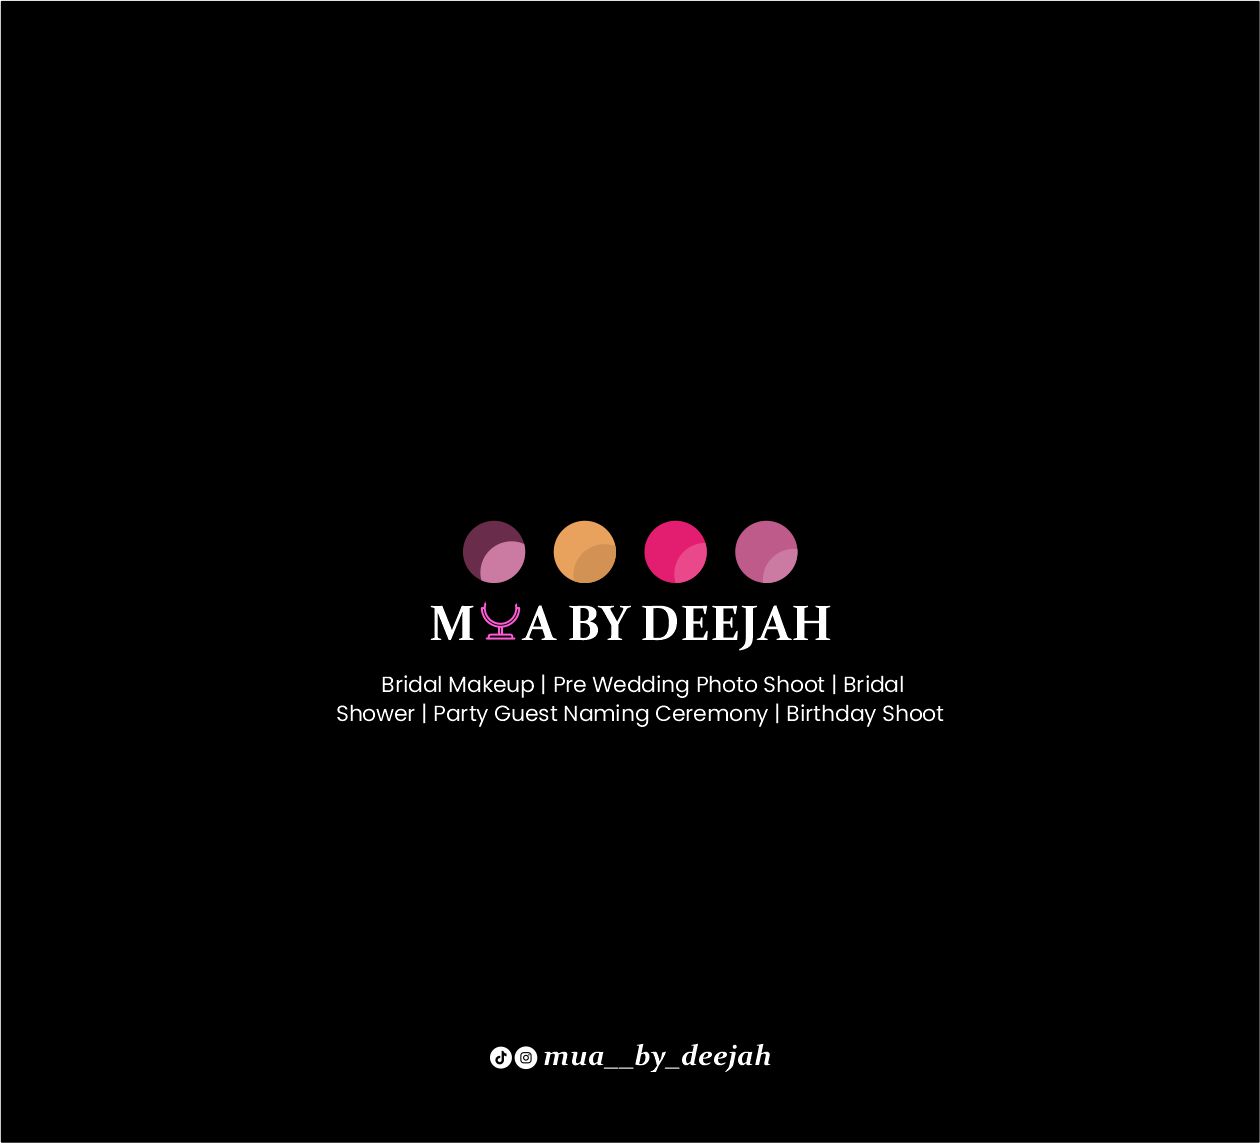 MUA BY DEEJAH
Bridal Makeup | Pre Wedding Photo Shoot | Bridal
Shower | Party Guest Naming Ceremony | Birthday Shoot
mua__by_deejah